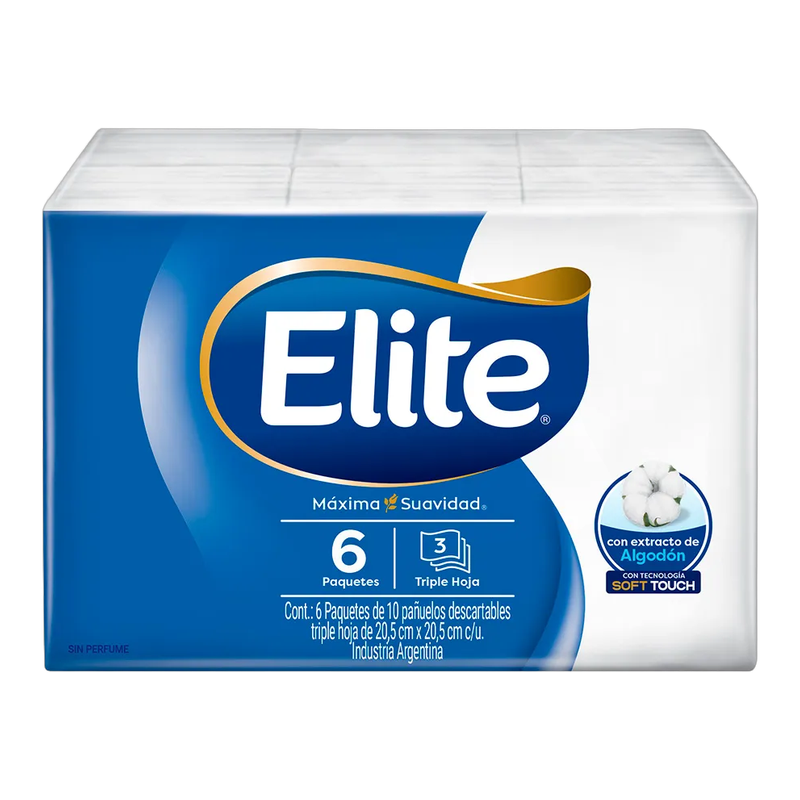 Elite®
Máxima Suavidad®
6
Paquetes
3
Triple Hoja
Cont.: 6 Paquetes de 10 pañuelos descartables
triple hoja de 20,5 cm x 20,5 cm c/u.
Industria Argentina
SIN PERFUME
con extracto de
Algodón
CON TECNOLOGÍA
SOFT TOUCH